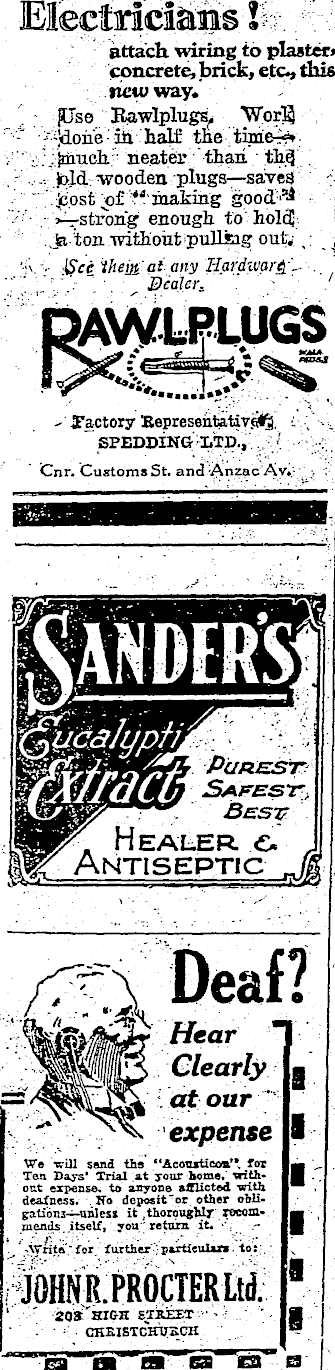 Electricians!
attach wiring to plaster,
concrete, brick, etc., this
new way.
Use Rawlplugs. Work
done in half the time—
much neater than the
old wooden plugs—saves
cost of "making good"
—strong enough to hold
a ton without pulling out.
See them at any Hardware
Dealer.
RAWLPLUGS
Factory Representatives,
SPEDDING LTD.,
Cnr. Customs St. and Anzac Av.
SANDER'S
Eucalypti
Extract
PUREST
SAFEST,
BEST
HEALER &
ANTISEPTIC
Deaf?
Hear
Clearly
at our
expense
We will send the "Acousticon" for
Ten Days' Trial at your home, with-
out expense, to anyone afflicted with
deafness. No deposit or other obli-
gations—unless it thoroughly recom-
mends itself, you return it.
Write for further particulars to:
JOHN R. PROCTER Ltd.
203 HIGH STREET
CHRISTCHURCH